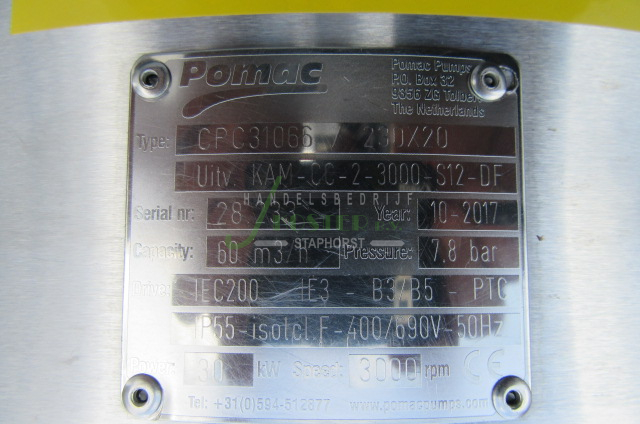 Pomac
Pomac Pumps
P.O. Box 32
9356 ZG Tolbert
The Netherlands
Type: CPC31066 /
Uitv. KAM-CC-2-3000-S12-DF
HANDELSBEDRIJF
Serial nr: Year: 10-2017
STAPHORST
Capacity: 60 m3/h Pressure: 7.8 bar
Drive: IEC200 IE3 - B3/B5 - PTC
IP55-isolcl F-400/690V-50Hz
Power: 30 kW Speed: 3000 rpm CE
Tel: +31(0)594-512877 www.pomacpumps.com